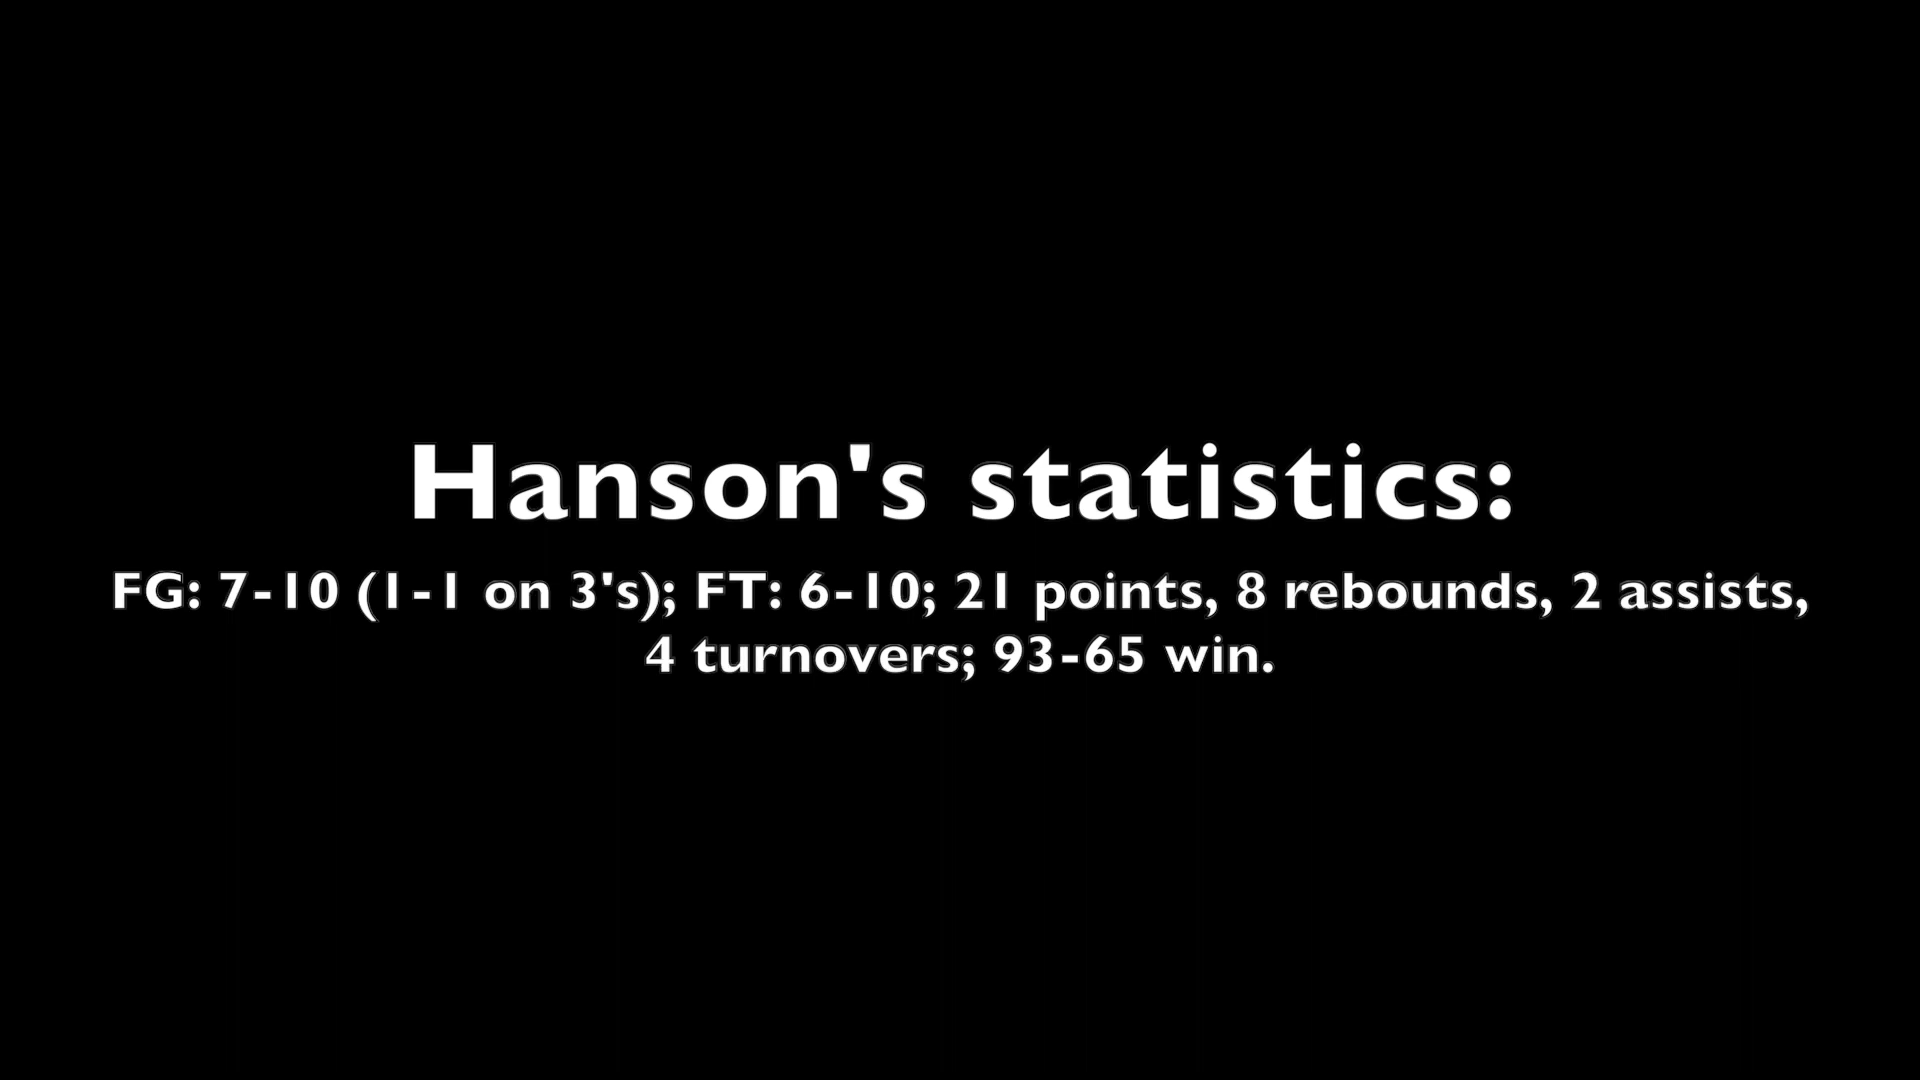 Hanson's statistics:
FG: 7-10 (1-1 on 3's); FT: 6-10; 21 points, 8 rebounds, 2 assists,
4 turnovers; 93-65 win.